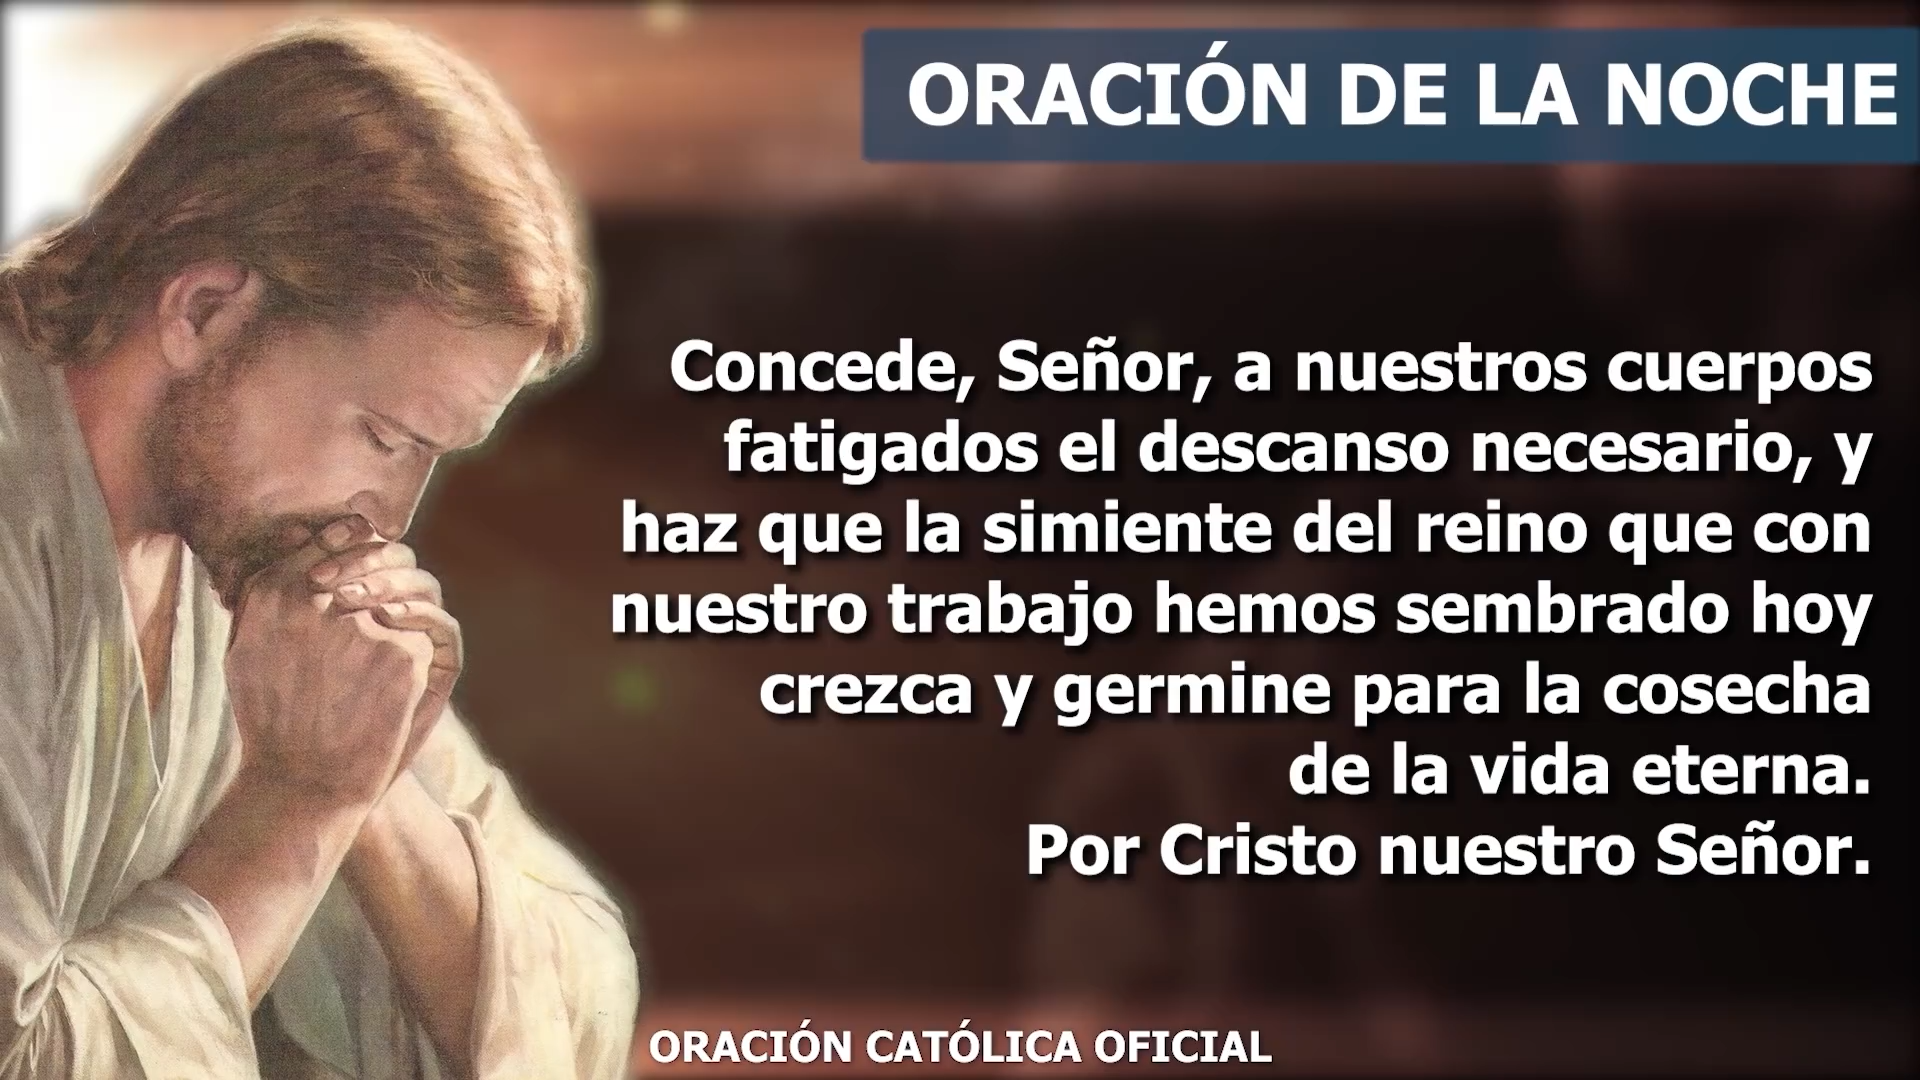 ORACIÓN DE LA NOCHE
Concede, Señor, a nuestros cuerpos
fatigados el descanso necesario, y
haz que la simiente del reino que con
nuestro trabajo hemos sembrado hoy
crezca y germine para la cosecha
de la vida eterna.
Por Cristo nuestro Señor.
ORACIÓN CATÓLICA OFICIAL